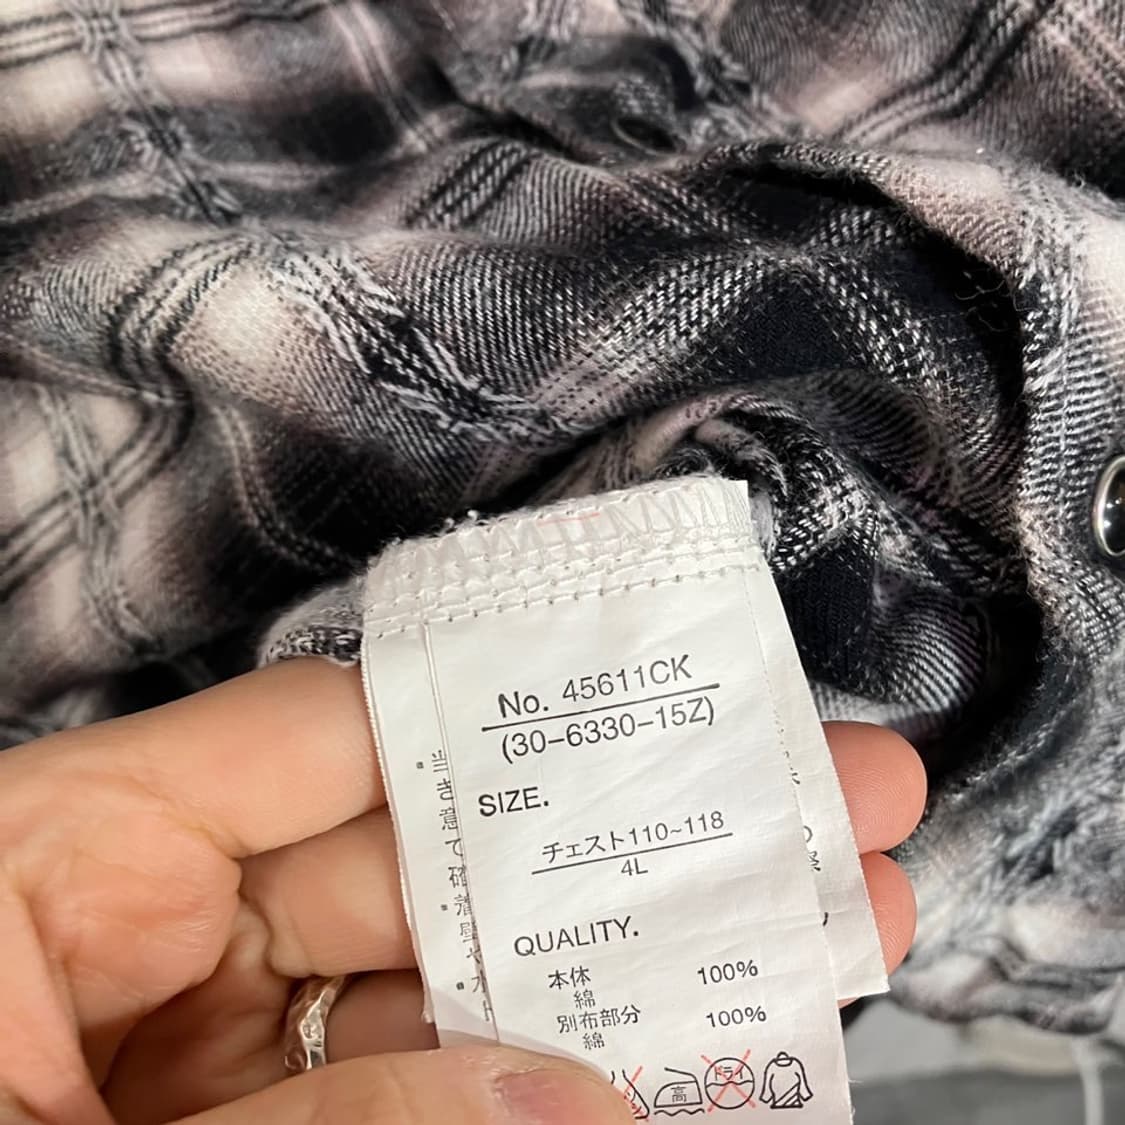 No. 45611CK
(30-6330-15Z)
SIZE.
チェスト110~118
4L
QUALITY.
本体 100%
綿
別布部分 100%
綿
高
ドライ